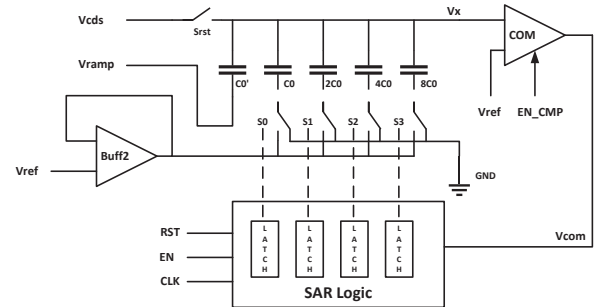 Vcds
Srst
Vx
COM
Vramp
C0'
C0
2C0
4C0
8C0
Vref
EN_CMP
S0
S1
S2
S3
Buff2
Vref
GND
RST
EN
CLK
LATCH
LATCH
LATCH
LATCH
Vcom
SAR Logic